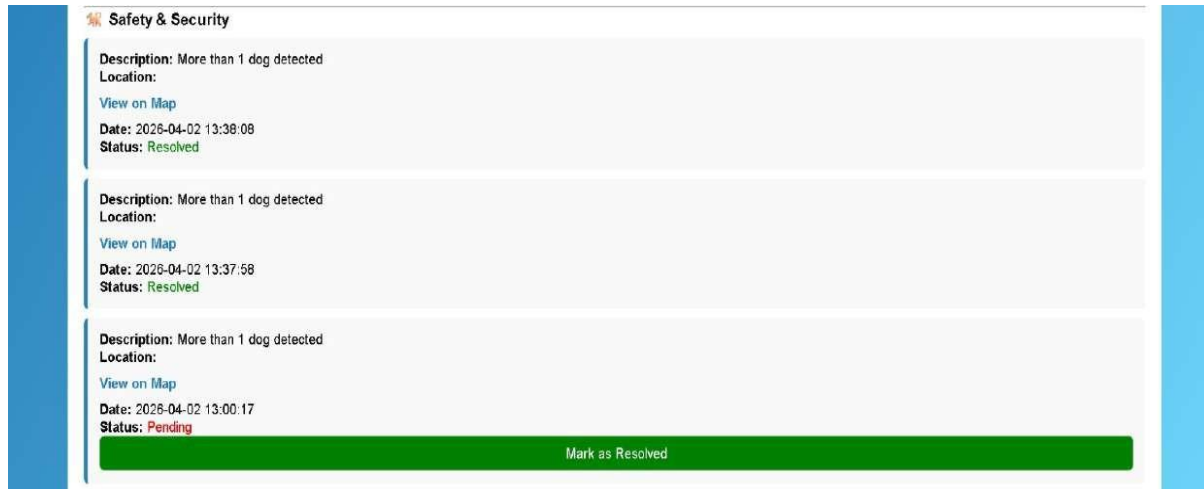 Safety & Security
Description: More than 1 dog detected
Location:
View on Map
Date: 2026-04-02 13:38:08
Status: Resolved
Description: More than 1 dog detected
Location:
View on Map
Date: 2026-04-02 13:37:58
Status: Resolved
Description: More than 1 dog detected
Location:
View on Map
Date: 2026-04-02 13:00:17
Status: Pending
Mark as Resolved